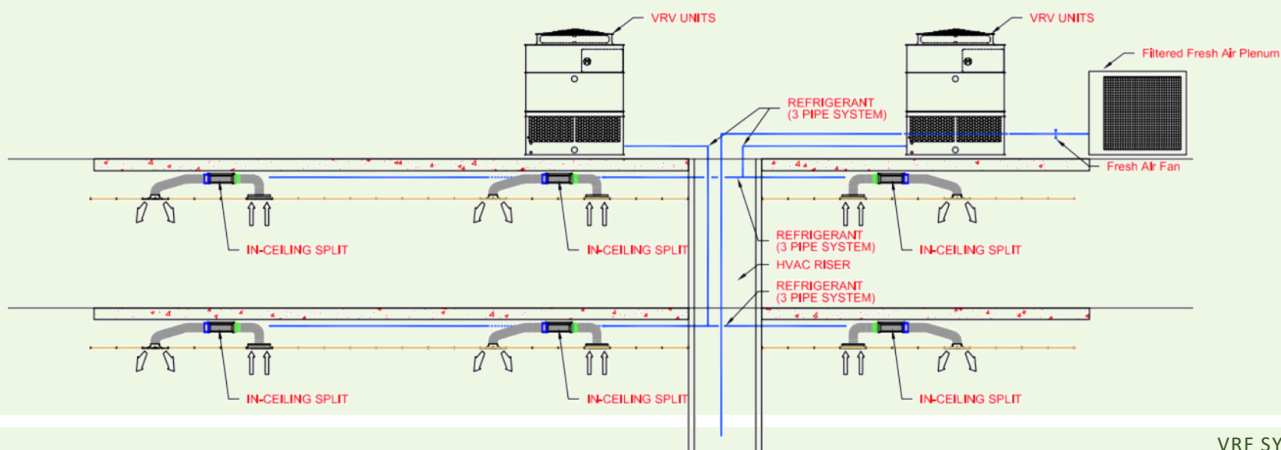 VRV UNITS
VRV UNITS
Filtered Fresh Air Plenum
REFRIGERANT
(3 PIPE SYSTEM)
Fresh Air Fan
IN-CEILING SPLIT
IN-CEILING SPLIT
REFRIGERANT
(3 PIPE SYSTEM)
IN-CEILING SPLIT
HVAC RISER
REFRIGERANT
(3 PIPE SYSTEM)
IN-CEILING SPLIT
IN-CEILING SPLIT
IN-CEILING SPLIT
VRF SY